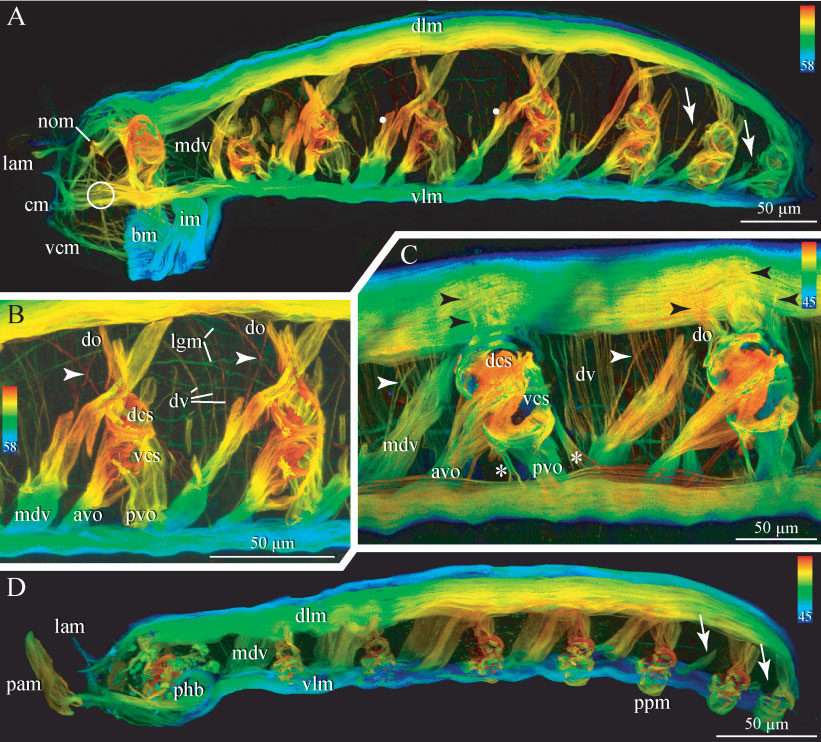 A
dlm
58
nom
lam
mdv
cm
vcm
bm
im
vlm
50 µm
B
do
lgm
do
dv
dcs
vcs
58
mdv
avo
pvo
50 µm
C
45
do
dcs
vcs
dv
mdv
avo
*
pvo
*
50 µm
D
lam
dlm
45
mdv
pam
phb
vlm
ppm
50 µm